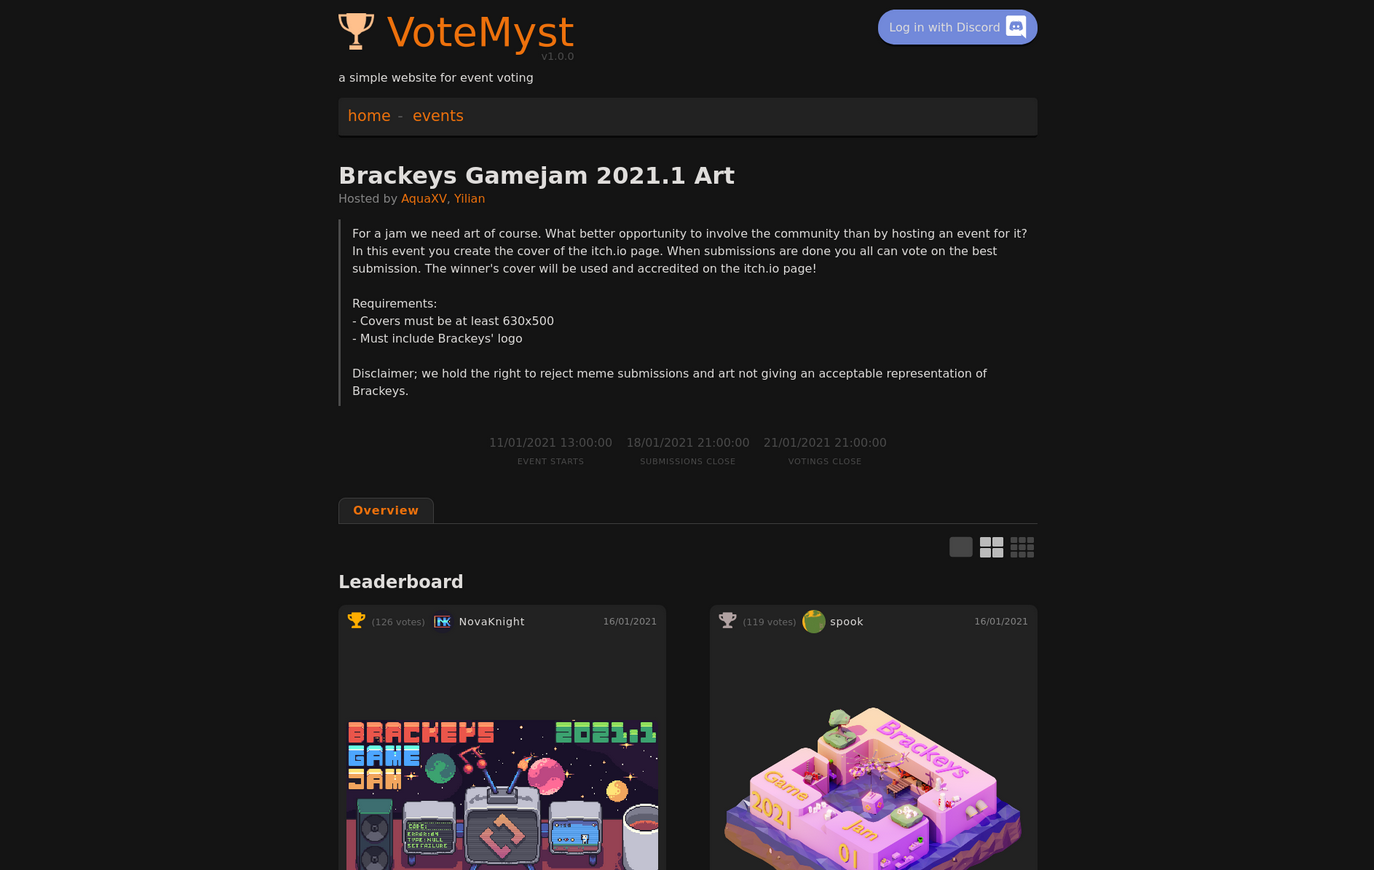 VoteMyst
v1.0.0
Log in with Discord
a simple website for event voting
home - events
Brackeys Gamejam 2021.1 Art
Hosted by AquaXV, Yilian
For a jam we need art of course. What better opportunity to involve the community than by hosting an event for it?
In this event you create the cover of the itch.io page. When submissions are done you all can vote on the best
submission. The winner's cover will be used and accredited on the itch.io page!
Requirements:
- Covers must be at least 630x500
- Must include Brackeys' logo
Disclaimer; we hold the right to reject meme submissions and art not giving an acceptable representation of
Brackeys.
11/01/2021 13:00:00 18/01/2021 21:00:00 21/01/2021 21:00:00
EVENT STARTS SUBMISSIONS CLOSE VOTINGS CLOSE
Overview
Leaderboard
(126 votes) NK NovaKnight 16/01/2021
(119 votes) spook 16/01/2021
BRACKEYS 2021.1
GAME
JAM
CODE:
ERROR:04
TYPE:NULL
SET FAILURE
Brackeys
Game
2021
Jam
01